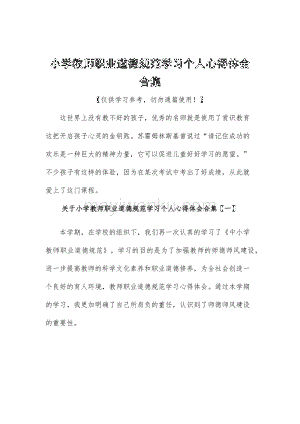 小学教师职业道德规范学习个人心得体会
合集
【仅供学习参考，切勿通篇使用！】
这世界上没有教不好的孩子，优秀的名师就是使用了赏识教育
这把开启孩子心灵的金钥匙。苏霍姆林斯基曾说过“请记住成功的
欢乐是一种巨大的精神力量，它可以促进儿童好好学习的愿望。”
不少孩子有这样的体验，因为在某次考试中考出了好成绩，从此就
爱上了这门课程。
关于小学教师职业道德规范学习个人心得体会合集【一】
本学期，在学校的组织下，我们再一次认真的学习了《中小学
教师职业道德规范》。学习的目的是为了加强教师的师德师风建设，
进一步提高教师的科学文化素养和职业道德修养，为全社会创造一
个良好的育人环境，教师职业道德规范学习心得体会。通过本学期
的学习，我更加明确了自己所肩负的重任，认识到了师德师风建设
的重要性。